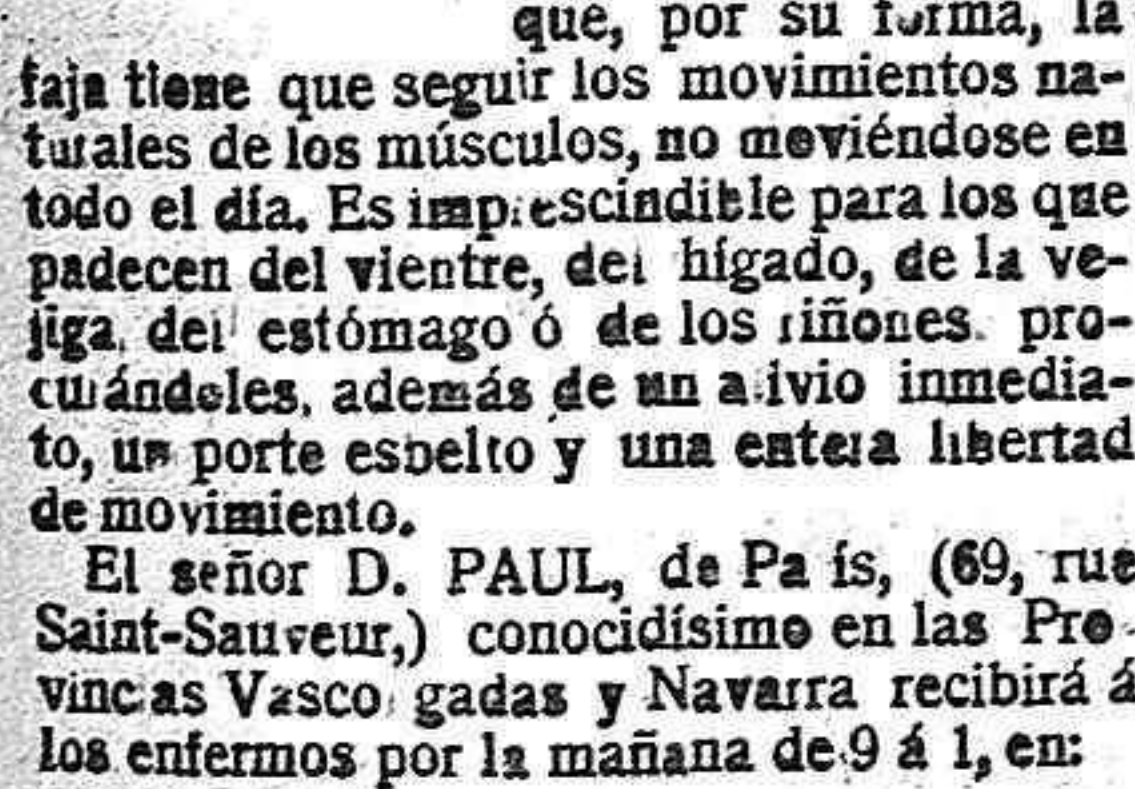 que, por su forma, la
faja tiene que seguir los movimientos na-
turales de los músculos, no moviéndose en
todo el día. Es imprescindible para los que
padecen del vientre, del hígado, de la ve-
jiga, del estómago ó de los riñones, pro-
curándoles, además de un alivio inmedia-
to, un porte esbelto y una entera libertad
de movimiento.
El señor D. PAUL, de París, (69, rue
Saint-Sauveur,) conocidísimo en las Pro-
vincias Vascongadas y Navarra recibirá á
los enfermos por la mañana de 9 á 1, en: